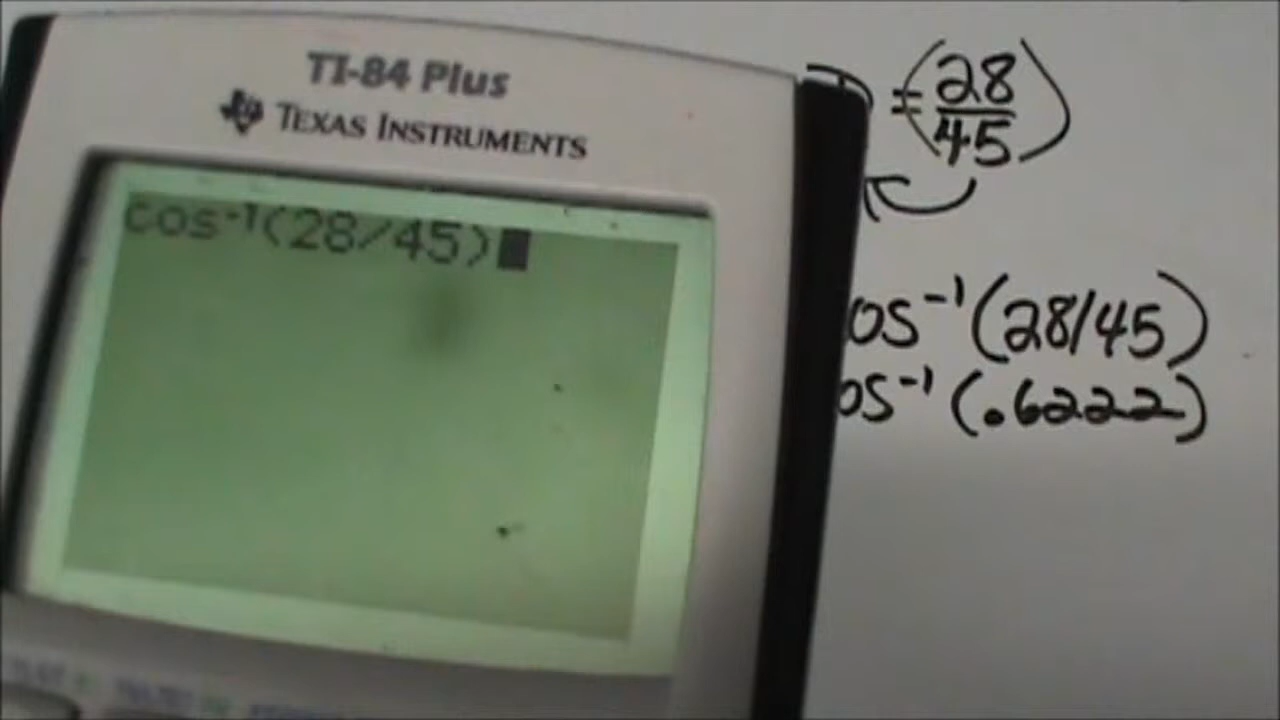 TI-84 Plus
TEXAS INSTRUMENTS
cos⁻¹(28/45)
= (28
45)
os⁻¹(28/45)
os⁻¹(.6222)